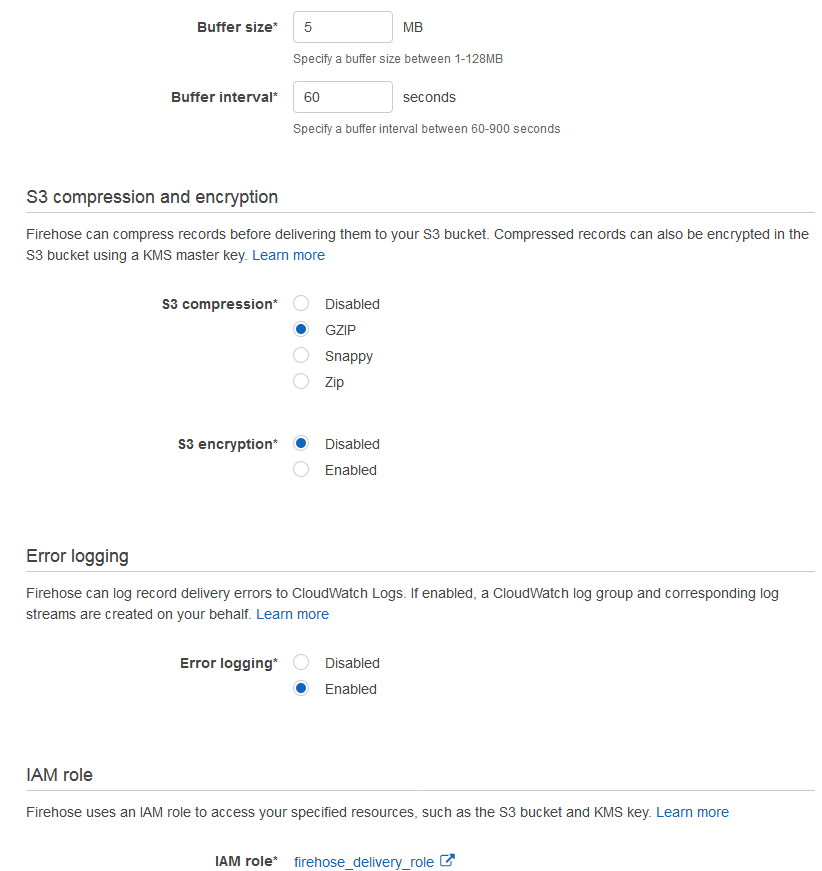 Buffer size* 5 MB
Specify a buffer size between 1-128MB
Buffer interval* 60 seconds
Specify a buffer interval between 60-900 seconds
S3 compression and encryption
Firehose can compress records before delivering them to your S3 bucket. Compressed records can also be encrypted in the
S3 bucket using a KMS master key. Learn more
S3 compression* Disabled
GZIP
Snappy
Zip
S3 encryption* Disabled
Enabled
Error logging
Firehose can log record delivery errors to CloudWatch Logs. If enabled, a CloudWatch log group and corresponding log
streams are created on your behalf. Learn more
Error logging* Disabled
Enabled
IAM role
Firehose uses an IAM role to access your specified resources, such as the S3 bucket and KMS key. Learn more
IAM role* firehose_delivery_role